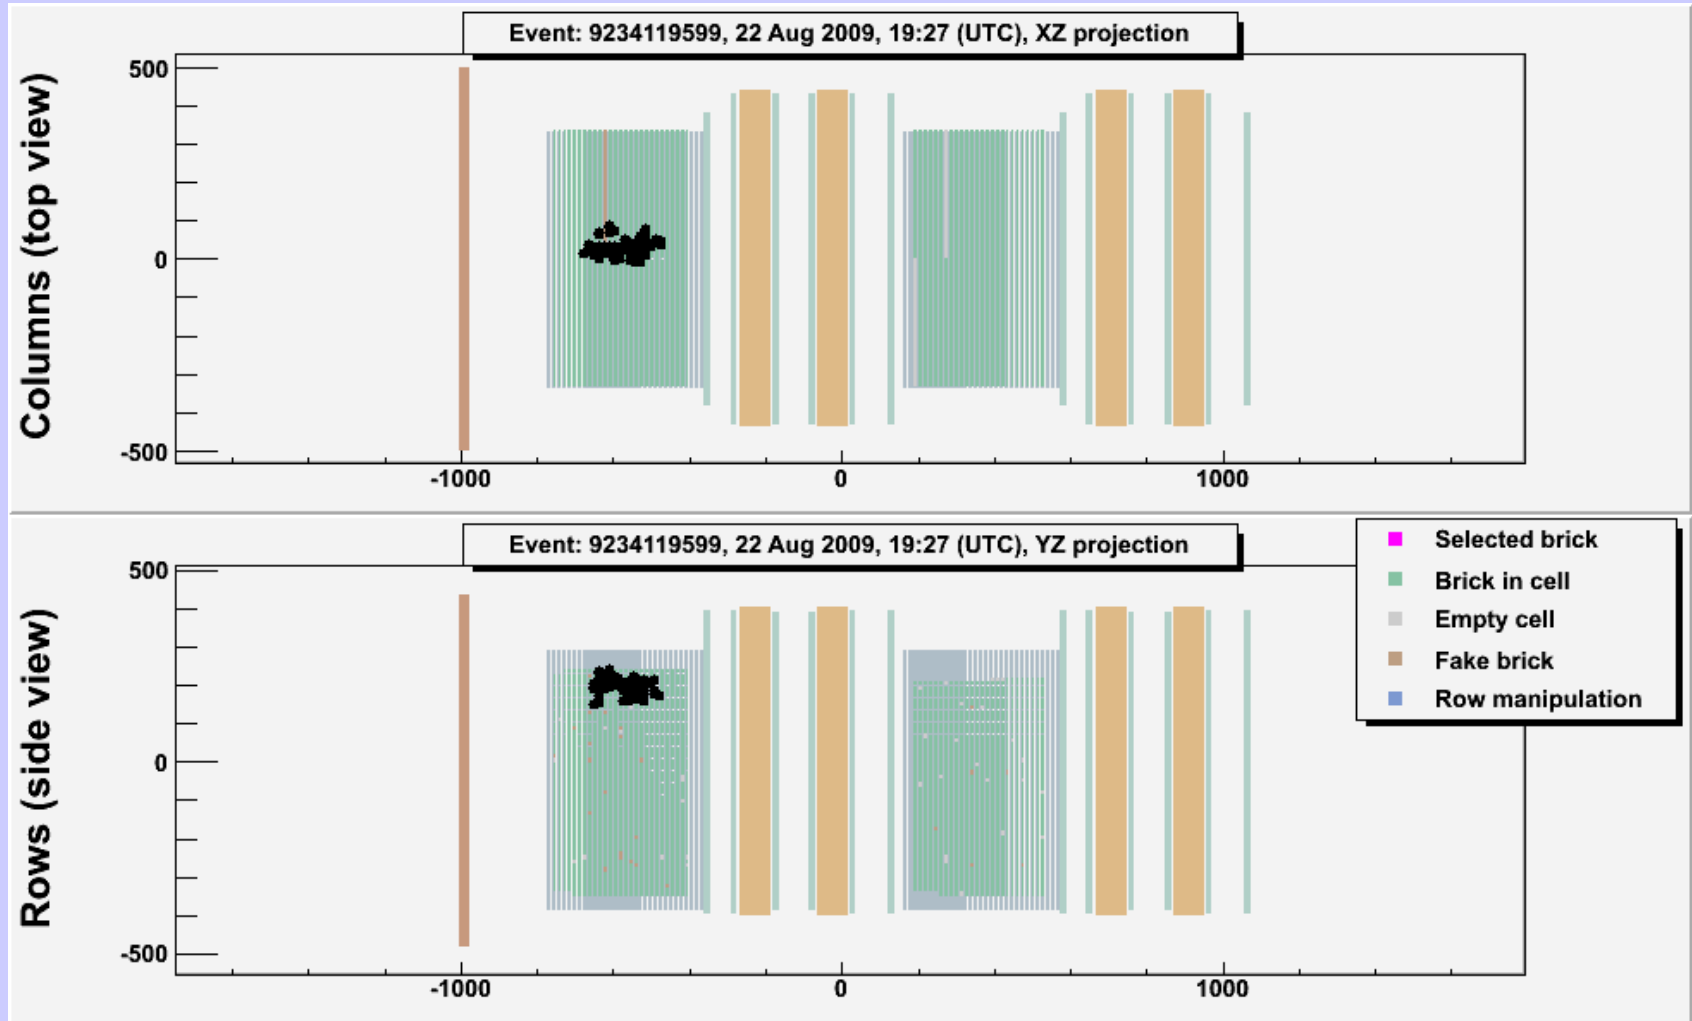 Event: 9234119599, 22 Aug 2009, 19:27 (UTC), XZ projection
Columns (top view)
500
0
-500
-1000 0 1000
Event: 9234119599, 22 Aug 2009, 19:27 (UTC), YZ projection
Rows (side view)
500
0
-500
-1000 0 1000
Selected brick
Brick in cell
Empty cell
Fake brick
Row manipulation